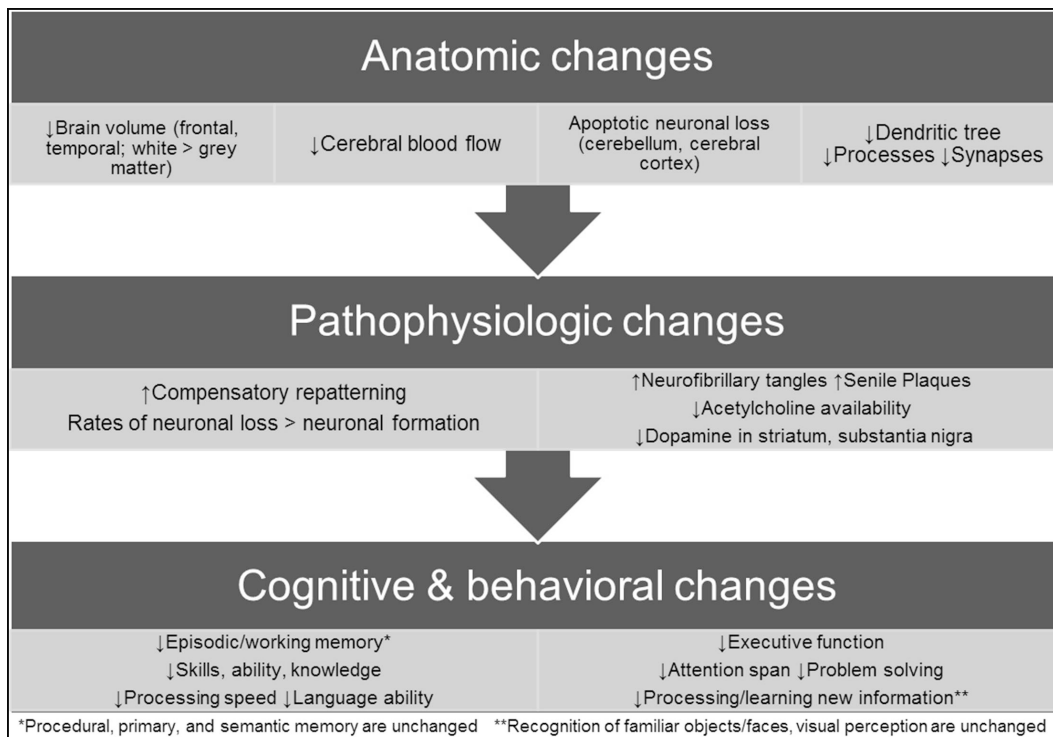 Anatomic changes
↓Brain volume (frontal,
temporal; white > grey
matter)
↓Cerebral blood flow
Apoptotic neuronal loss
(cerebellum, cerebral
cortex)
↓Dendritic tree
↓Processes ↓Synapses
Pathophysiologic changes
↑Compensatory repatterning
Rates of neuronal loss > neuronal formation
↑Neurofibrillary tangles ↑Senile Plaques
↓Acetylcholine availability
↓Dopamine in striatum, substantia nigra
Cognitive & behavioral changes
↓Episodic/working memory*
↓Skills, ability, knowledge
↓Processing speed ↓Language ability
↓Executive function
↓Attention span ↓Problem solving
↓Processing/learning new information**
*Procedural, primary, and semantic memory are unchanged **Recognition of familiar objects/faces, visual perception are unchanged